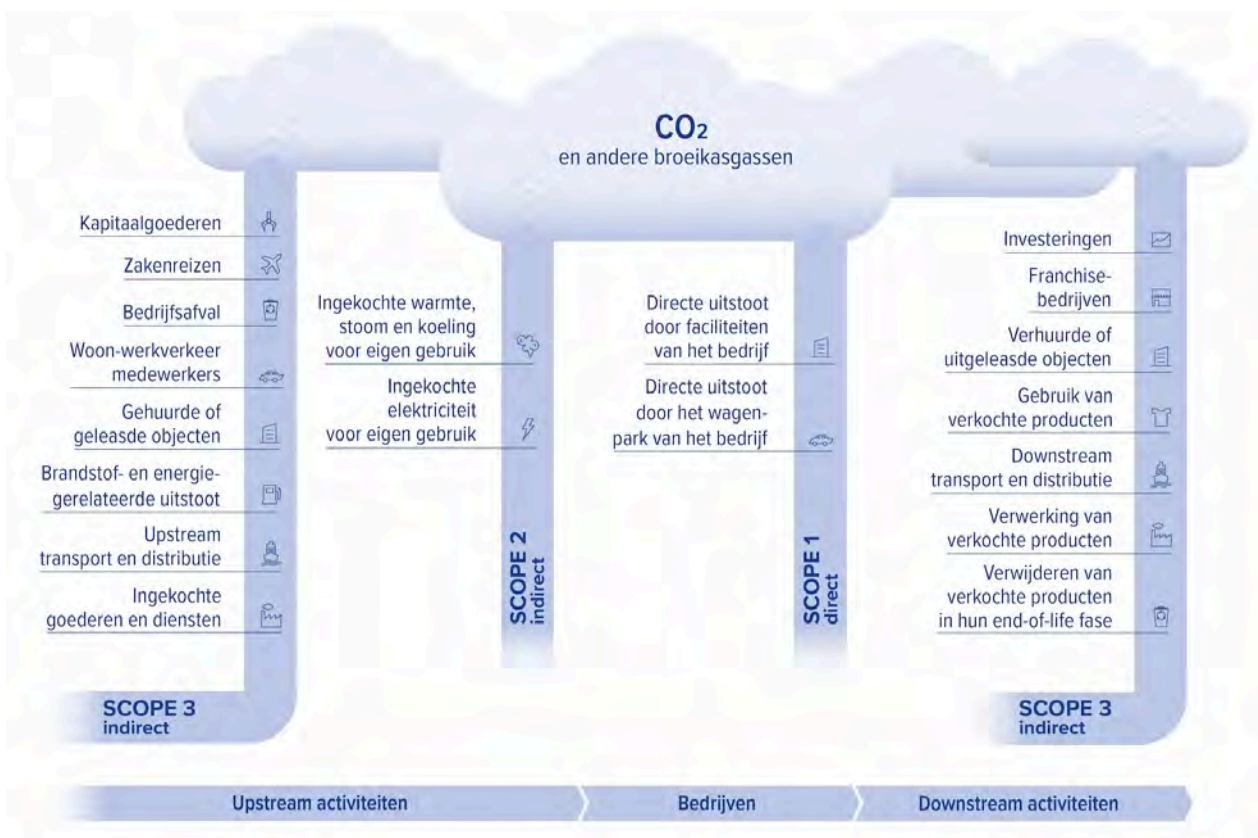 CO2
en andere broeikasgassen
Kapitaalgoederen
Zakenreizen
Bedrijfsafval
Woon-werkverkeer
medewerkers
Gehuurde of
geleasde objecten
Brandstof- en energie-
gerelateerde uitstoot
Upstream
transport en distributie
Ingekochte
goederen en diensten
SCOPE 3
indirect
Ingekochte warmte,
stoom en koeling
voor eigen gebruik
Ingekochte
elektriciteit
voor eigen gebruik
SCOPE 2
indirect
Directe uitstoot
door faciliteiten
van het bedrijf
Directe uitstoot
door het wagen-
park van het bedrijf
SCOPE 1
direct
Investeringen
Franchise-
bedrijven
Verhuurde of
uitgeleasde objecten
Gebruik van
verkochte producten
Downstream
transport en distributie
Verwerking van
verkochte producten
Verwijderen van
verkochte producten
in hun end-of-life fase
SCOPE 3
indirect
Upstream activiteiten
Bedrijven
Downstream activiteiten